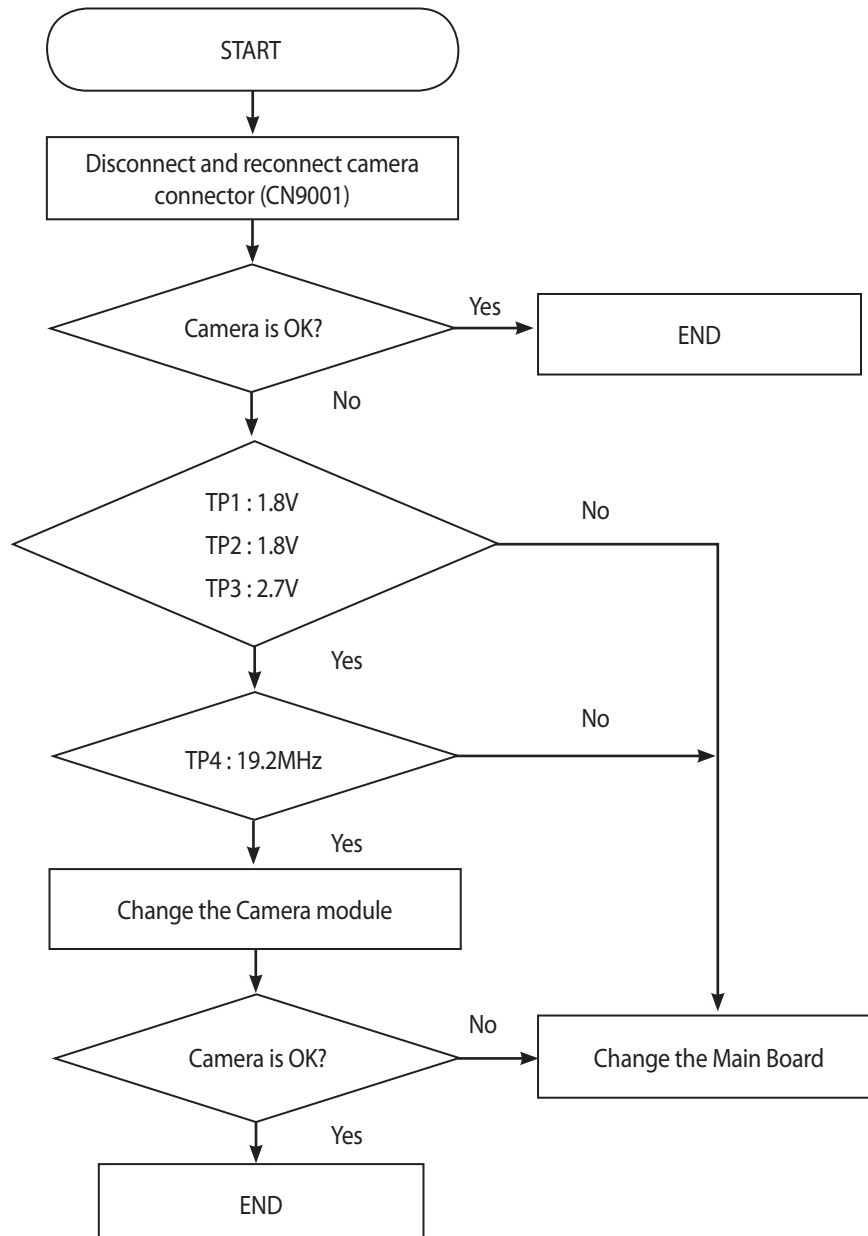 START
Disconnect and reconnect camera
connector (CN9001)
Camera is OK?
Yes
END
No
TP1 : 1.8V
TP2 : 1.8V
TP3 : 2.7V
No
Yes
TP4 : 19.2MHz
No
Yes
Change the Camera module
Camera is OK?
No
Change the Main Board
Yes
END